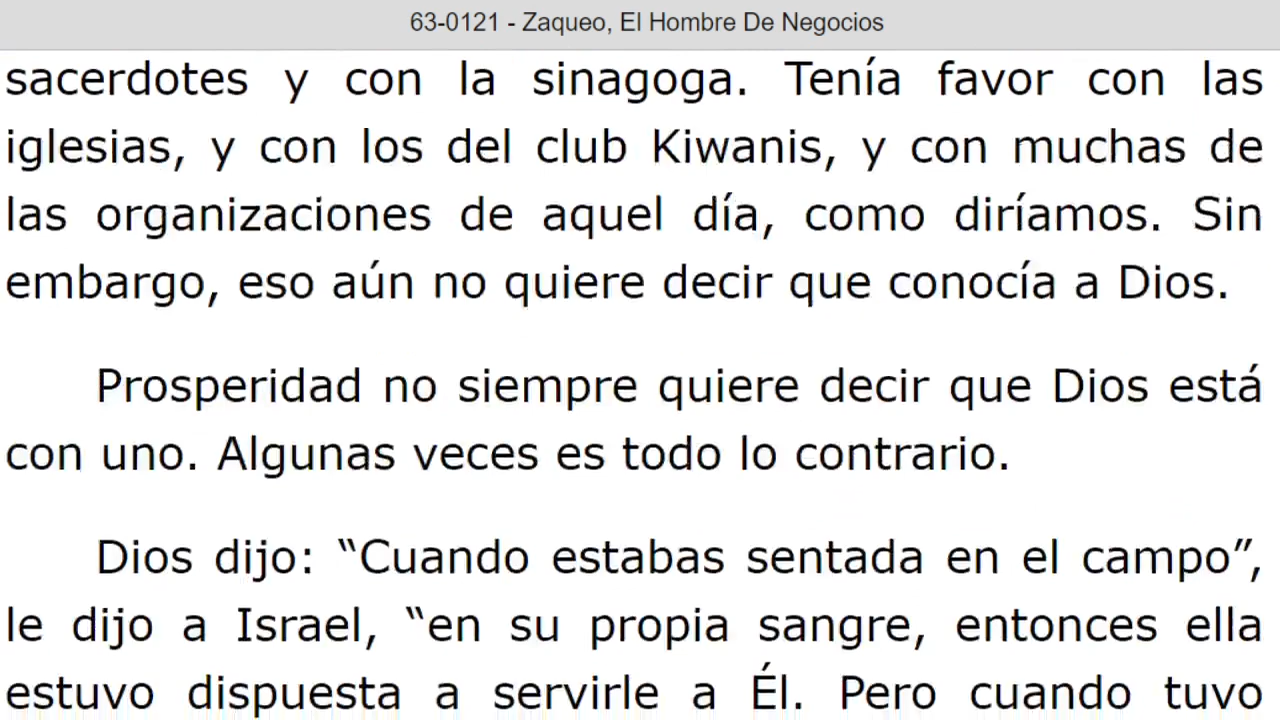 63-0121 - Zaqueo, El Hombre De Negocios
sacerdotes y con la sinagoga. Tenía favor con las
iglesias, y con los del club Kiwanis, y con muchas de
las organizaciones de aquel día, como diríamos. Sin
embargo, eso aún no quiere decir que conocía a Dios.
Prosperidad no siempre quiere decir que Dios está
con uno. Algunas veces es todo lo contrario.
Dios dijo: “Cuando estabas sentada en el campo”,
le dijo a Israel, “en su propia sangre, entonces ella
estuvo dispuesta a servirle a Él. Pero cuando tuvo